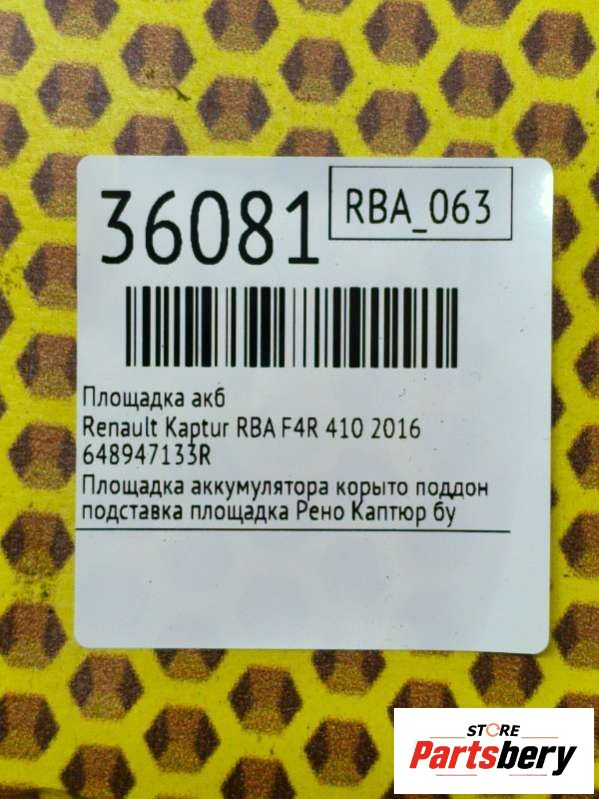 36081
RBA_063
Площадка акб
Renault Kaptur RBA F4R 410 2016
648947133R
Площадка аккумулятора корыто поддон
подставка площадка Рено Каптюр бу
STORE
Partsbery